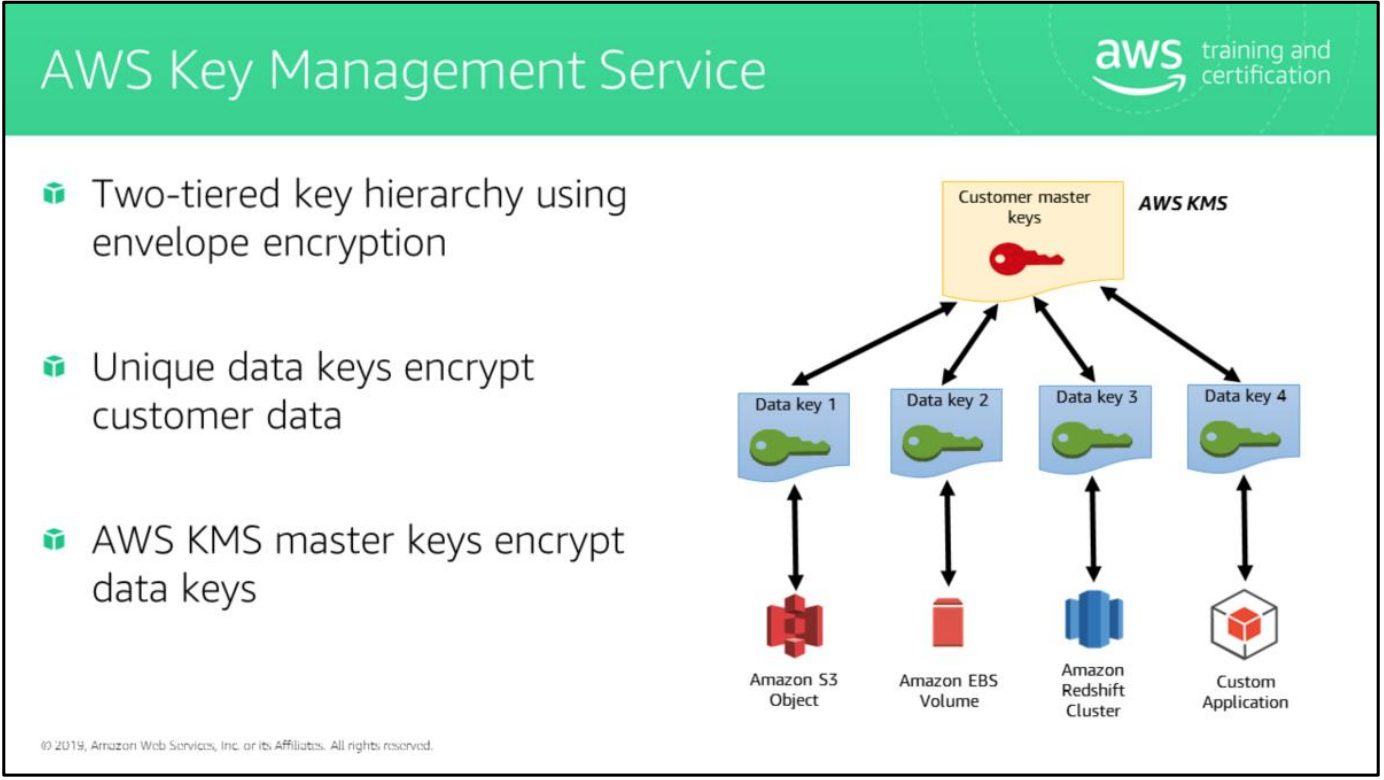 AWS Key Management Service
aws training and
certification
Two-tiered key hierarchy using
envelope encryption
Unique data keys encrypt
customer data
AWS KMS master keys encrypt
data keys
Customer master
keys
AWS KMS
Data key 1
Data key 2
Data key 3
Data key 4
Amazon S3
Object
Amazon EBS
Volume
Amazon
Redshift
Cluster
Custom
Application
© 2019, Amazon Web Services, Inc. or its Affiliates. All rights reserved.